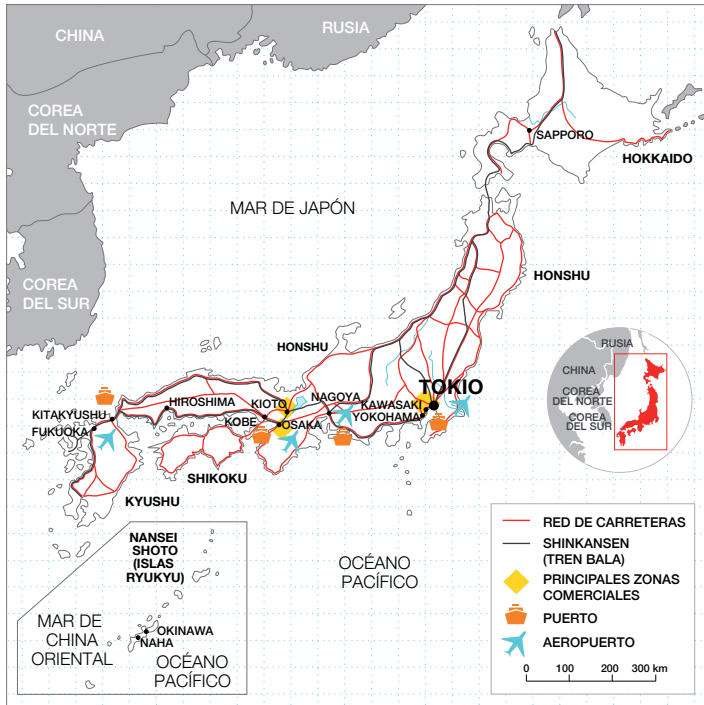 CHINA
RUSIA
COREA
DEL NORTE
SAPPORO
HOKKAIDO
MAR DE JAPÓN
COREA
DEL SUR
HONSHU
HONSHU
RUSIA
CHINA
COREA
DEL NORTE
COREA
DEL SUR
TOKIO
NAGOYA
KAWASAKI
YOKOHAMA
HIROSHIMA
KIOTO
KITAKYUSHU
KOBE
OSAKA
FUKUOKA
SHIKOKU
KYUSHU
NANSEI
SHOTO
(ISLAS
RYUKYU)
OCÉANO
PACÍFICO
MAR DE
CHINA
ORIENTAL
OKINAWA
NAHA
OCÉANO
PACÍFICO
RED DE CARRETERAS
SHINKANSEN
(TREN BALA)
PRINCIPALES ZONAS
COMERCIALES
PUERTO
AEROPUERTO
0 100 200 300 km